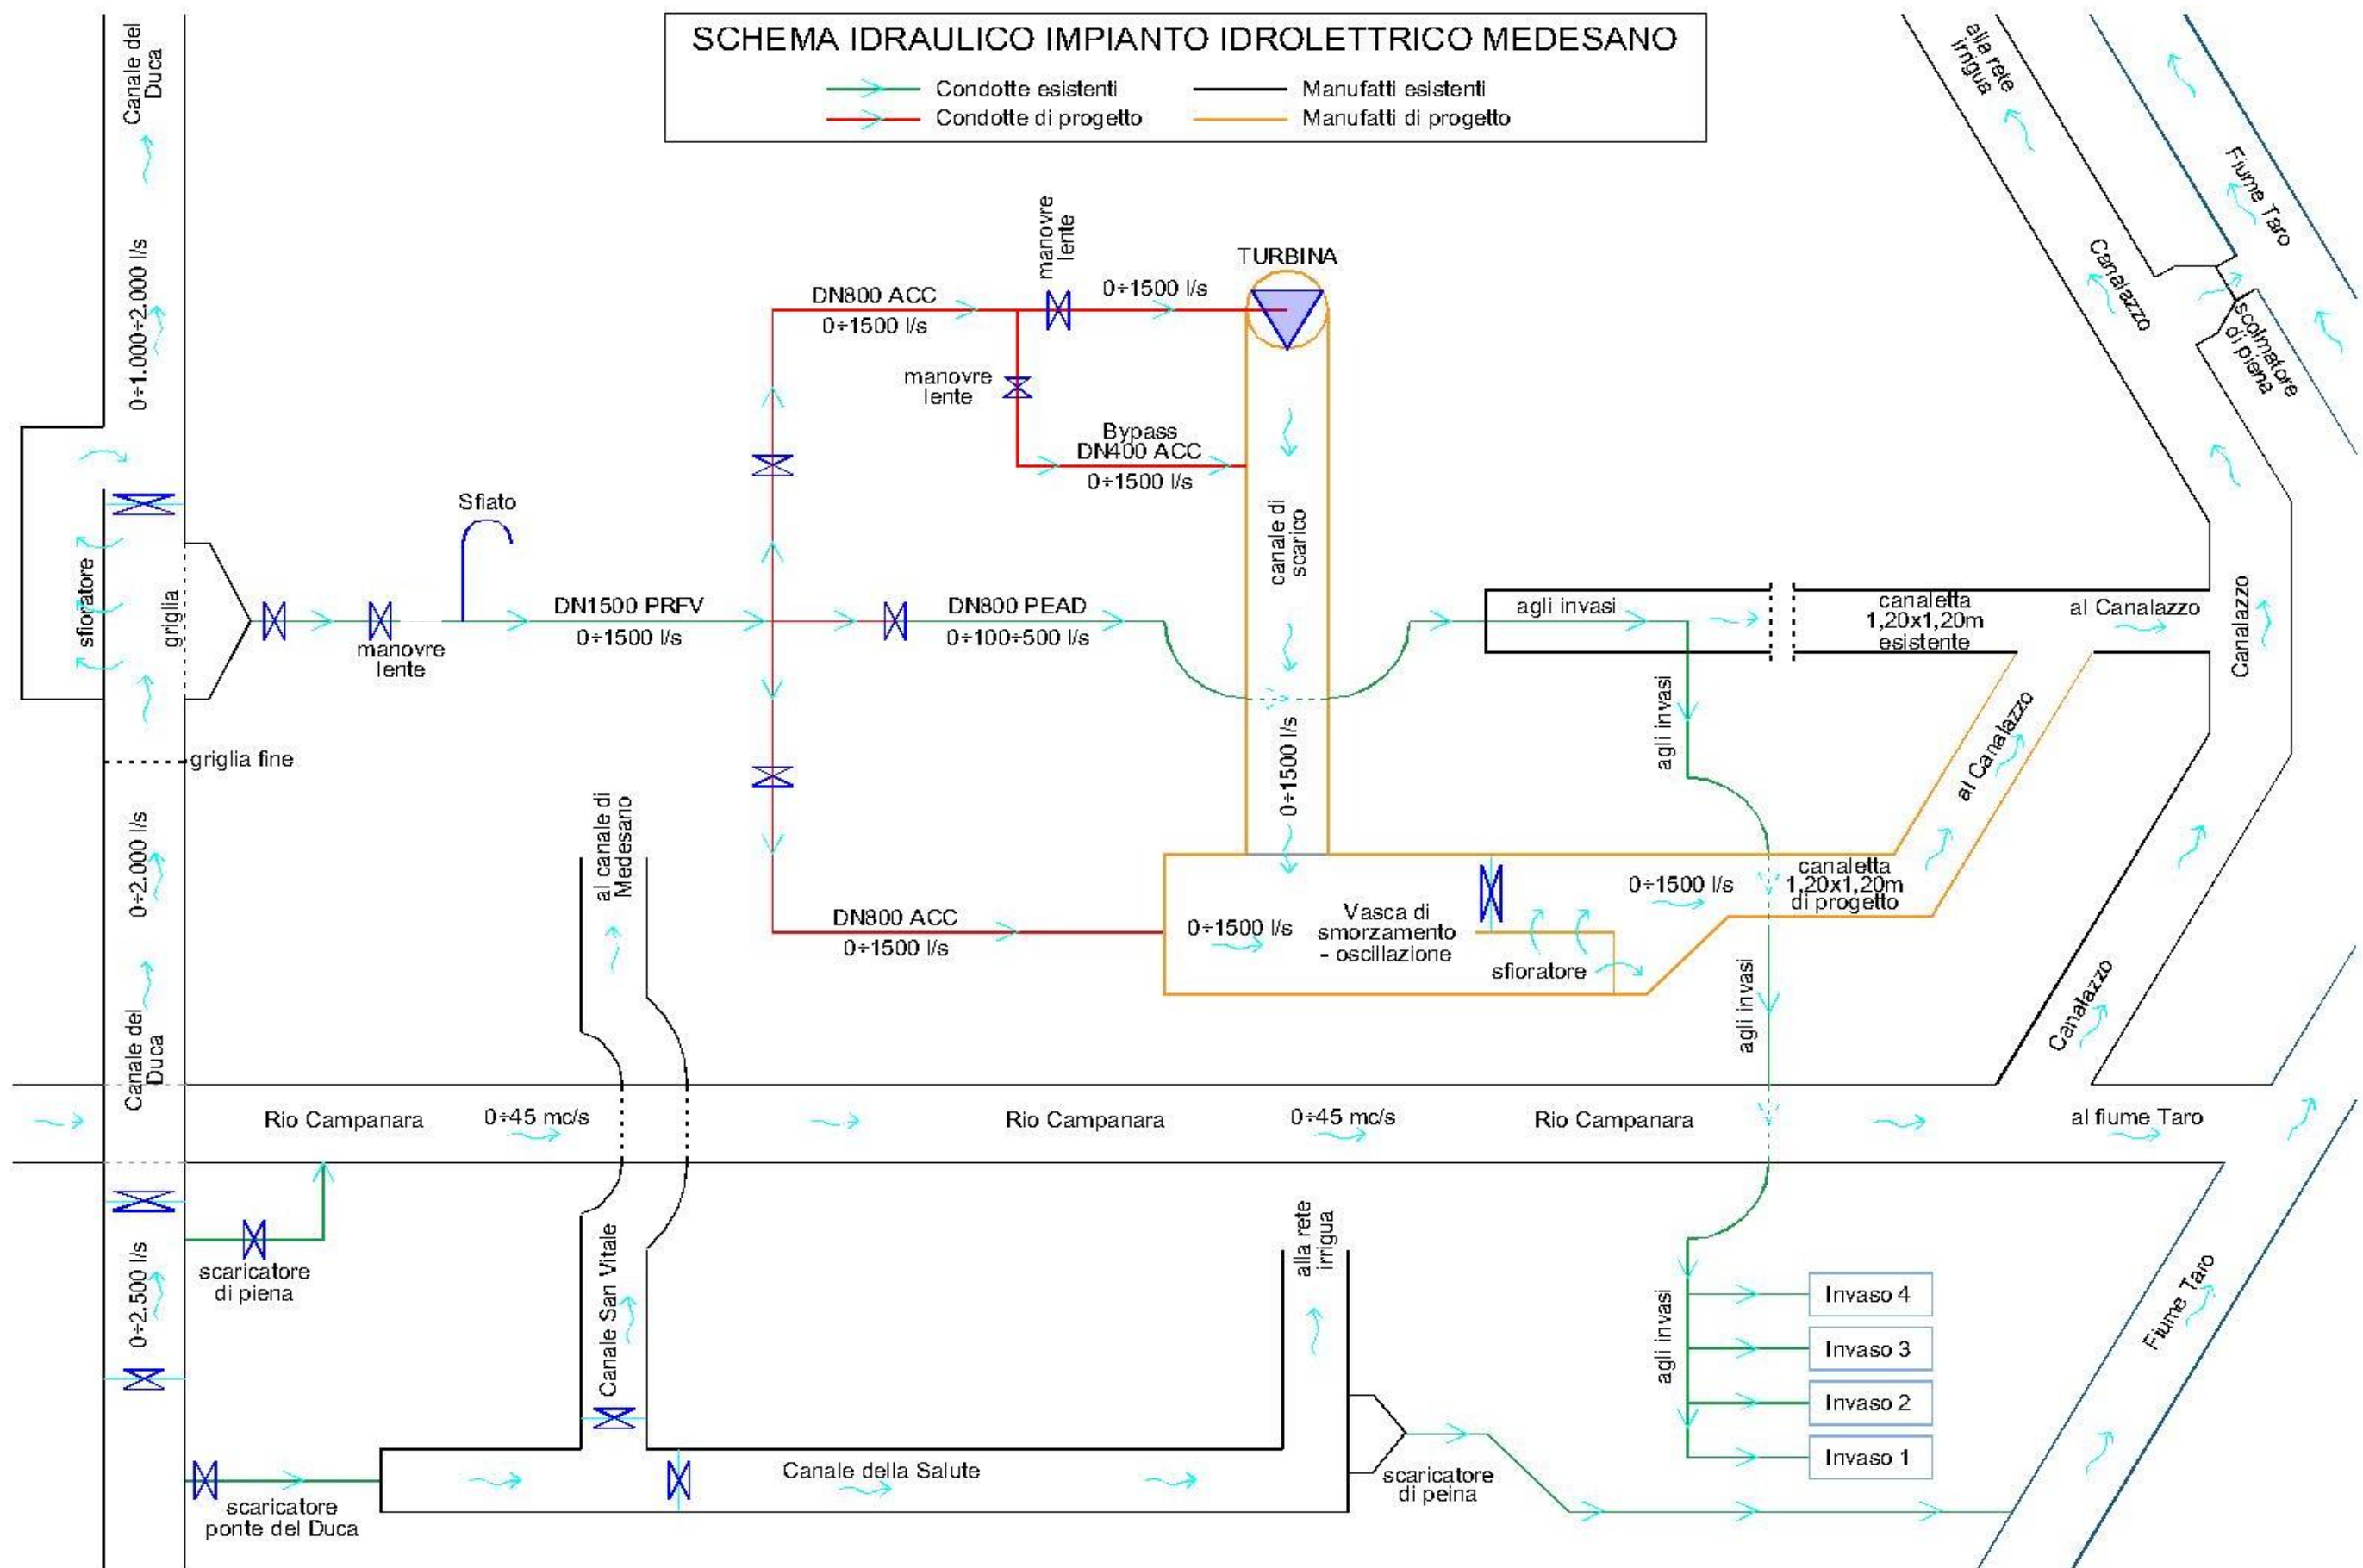 SCHEMA IDRAULICO IMPIANTO IDROLETTRICO MEDESANO
Condotte esistenti
Manufatti esistenti
Condotte di progetto
Manufatti di progetto
Canale del
Duca
0÷1.000÷2.000 l/s
sfioratore
griglia
griglia fine
0÷2.000 l/s
Canale del
Duca
0÷2.500 l/s
Sfiato
manovre
lente
DN1500 PRFV
0÷1500 l/s
DN800 ACC
0÷1500 l/s
manovre
lente
0÷1500 l/s
TURBINA
manovre
lente
Bypass
DN400 ACC
0÷1500 l/s
canale di
scarico
0÷1500 l/s
DN800 PEAD
0÷100÷500 l/s
agli invasi
canaletta
1,20x1,20m
esistente
al Canalazzo
agli invasi
al Canalazzo
DN800 ACC
0÷1500 l/s
0÷1500 l/s
Vasca di
smorzamento
- oscillazione
sfioratore
0÷1500 l/s
canaletta
1,20x1,20m
di progetto
agli invasi
alla rete
irrigua
Fiume Taro
Canalazzo
scolmatore
di piena
Canalazzo
Canalazzo
al canale di
Medesano
Rio Campanara
0÷45 mc/s
Rio Campanara
0÷45 mc/s
Rio Campanara
al fiume Taro
scaricatore
di piena
Canale San Vitale
alla rete
irrigua
agli invasi
Invaso 4
Invaso 3
Invaso 2
Invaso 1
Fiume Taro
Canale della Salute
scaricatore
di peina
scaricatore
ponte del Duca